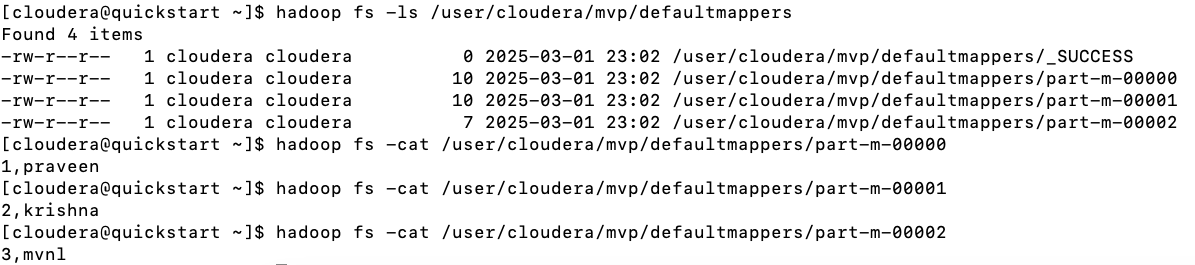 [cloudera@quickstart ~]$ hadoop fs -ls /user/cloudera/mvp/defaultmappers
Found 4 items
-rw-r--r--   1 cloudera cloudera          0 2025-03-01 23:02 /user/cloudera/mvp/defaultmappers/_SUCCESS
-rw-r--r--   1 cloudera cloudera         10 2025-03-01 23:02 /user/cloudera/mvp/defaultmappers/part-m-00000
-rw-r--r--   1 cloudera cloudera         10 2025-03-01 23:02 /user/cloudera/mvp/defaultmappers/part-m-00001
-rw-r--r--   1 cloudera cloudera          7 2025-03-01 23:02 /user/cloudera/mvp/defaultmappers/part-m-00002
[cloudera@quickstart ~]$ hadoop fs -cat /user/cloudera/mvp/defaultmappers/part-m-00000
1,praveen
[cloudera@quickstart ~]$ hadoop fs -cat /user/cloudera/mvp/defaultmappers/part-m-00001
2,krishna
[cloudera@quickstart ~]$ hadoop fs -cat /user/cloudera/mvp/defaultmappers/part-m-00002
3,mvnl